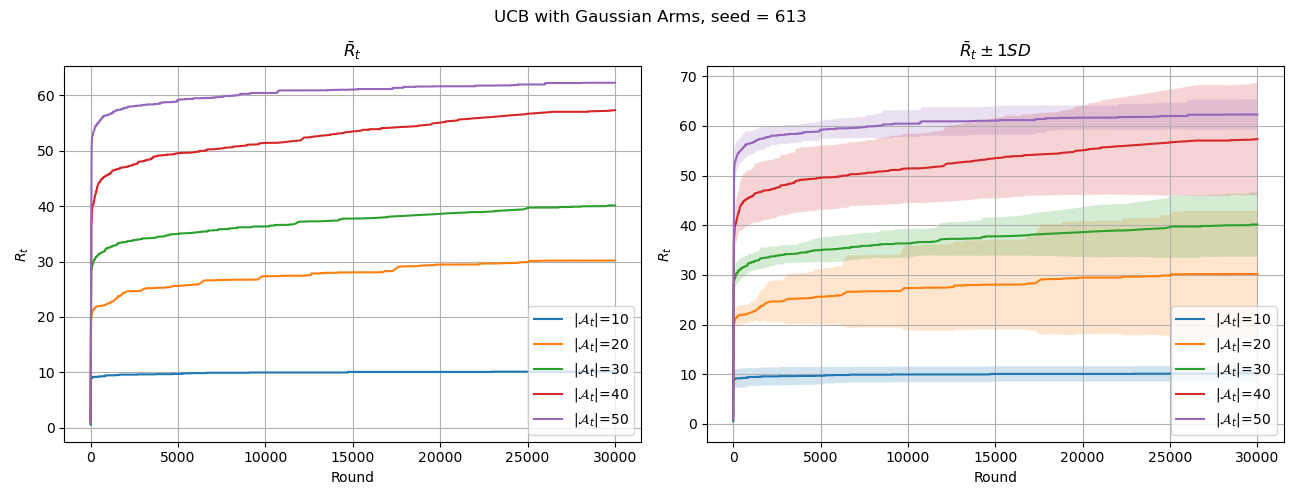 UCB with Gaussian Arms, seed = 613
R̄ₜ
Rₜ
60
50
40
30
20
10
0
0 5000 10000 15000 20000 25000 30000
Round
|𝒜ₜ|=10
|𝒜ₜ|=20
|𝒜ₜ|=30
|𝒜ₜ|=40
|𝒜ₜ|=50
R̄ₜ ± 1SD
Rₜ
70
60
50
40
30
20
10
0
0 5000 10000 15000 20000 25000 30000
Round
|𝒜ₜ|=10
|𝒜ₜ|=20
|𝒜ₜ|=30
|𝒜ₜ|=40
|𝒜ₜ|=50